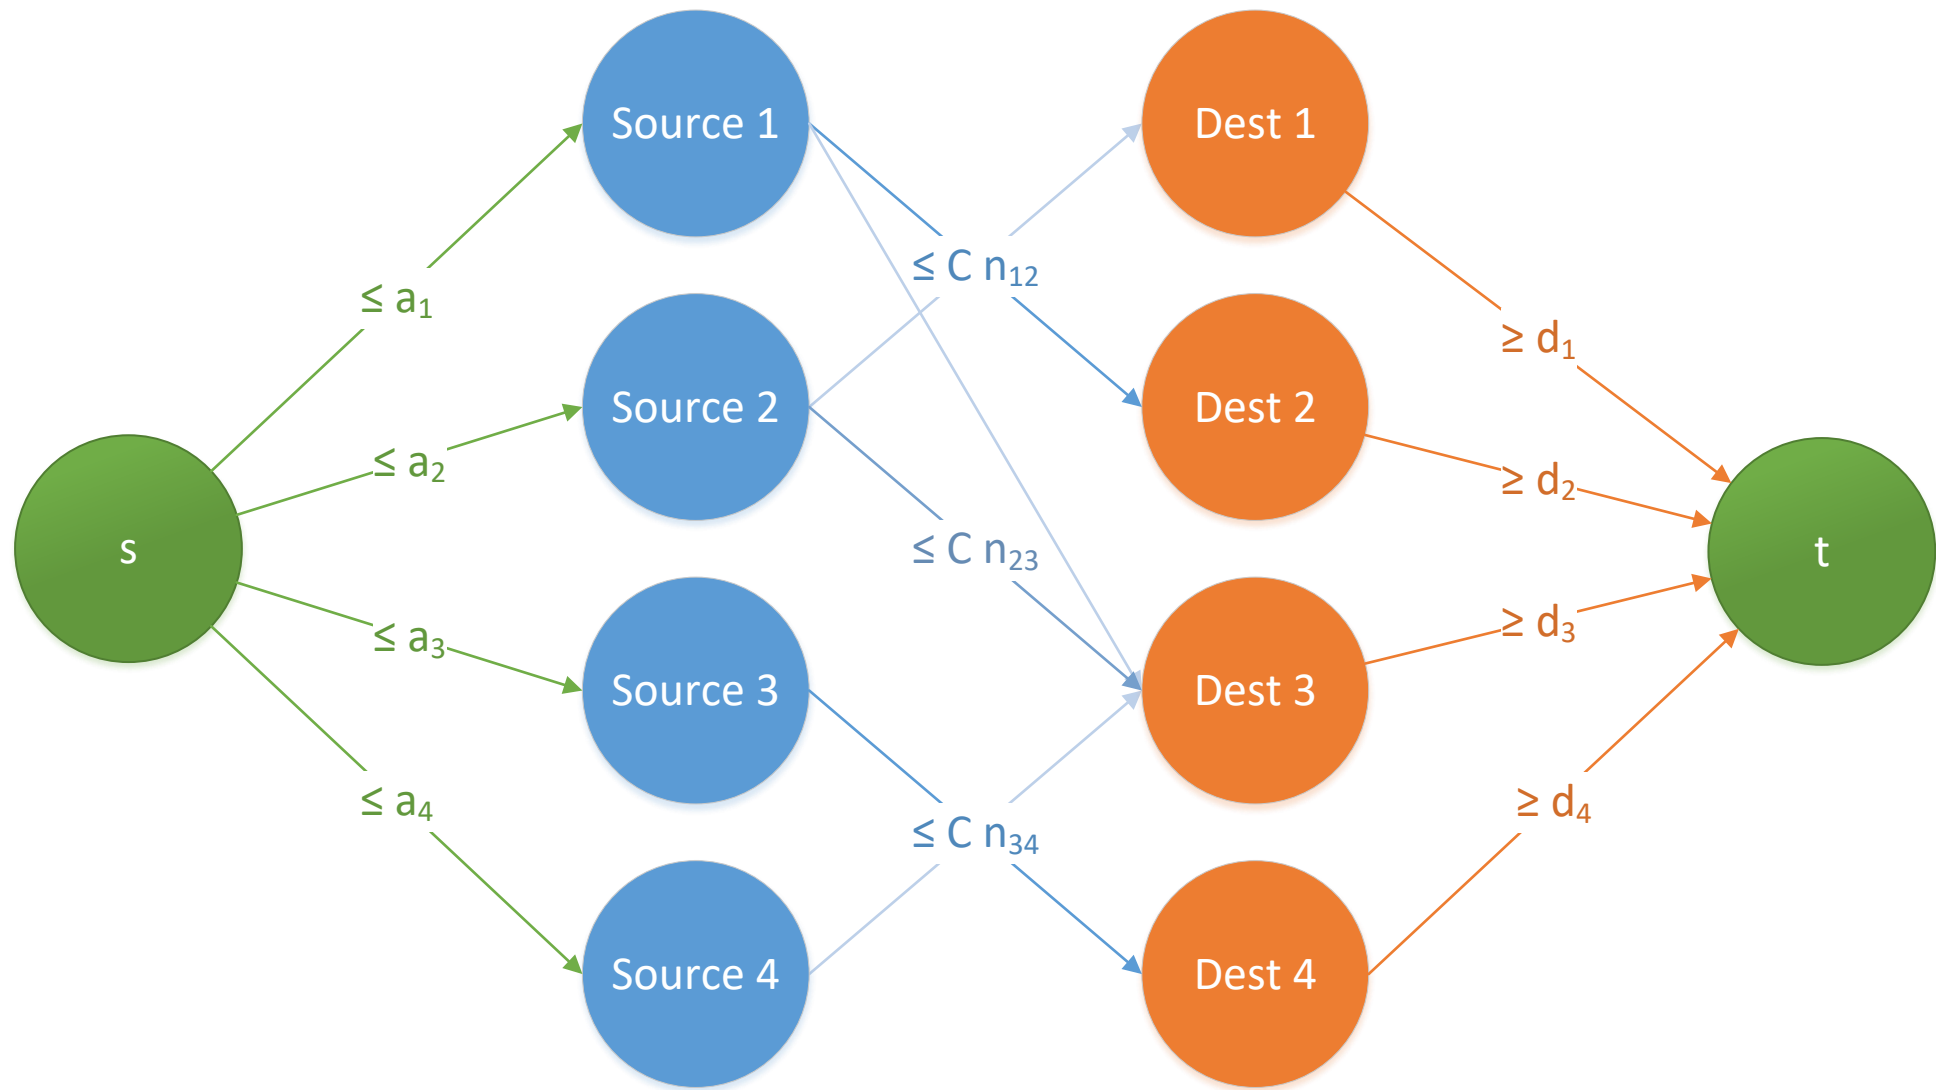 Source 1
Dest 1
≤ C n₁₂
≤ a₁
≥ d₁
Source 2
Dest 2
≤ a₂
≥ d₂
s
≤ C n₂₃
t
≤ a₃
≥ d₃
Source 3
Dest 3
≤ a₄
≥ d₄
≤ C n₃₄
Source 4
Dest 4